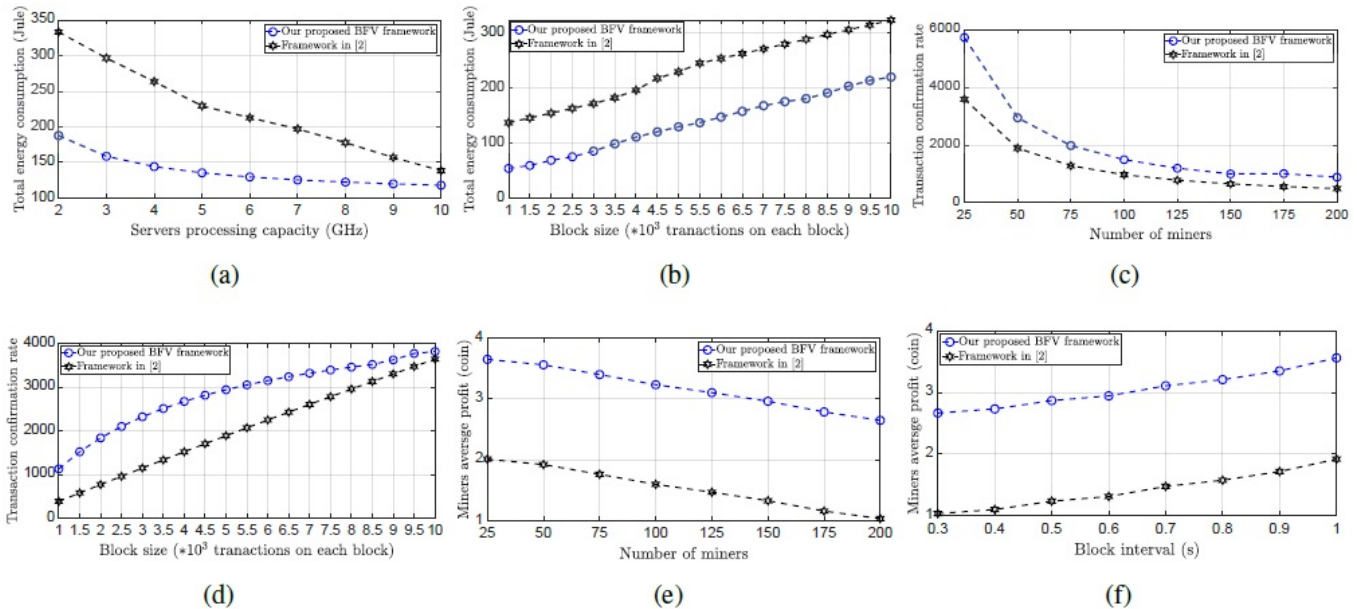 350
300
250
200
150
100
Total energy consumption (Jule)
Our proposed BFV framework
Framework in [2]
2 3 4 5 6 7 8 9 10
Servers processing capacity (GHz)
(a)
300
200
100
0
Total energy consumption (Jule)
Our proposed BFV framework
Framework in [2]
1 1.5 2 2.5 3 3.5 4 4.5 5 5.5 6 6.5 7 7.5 8 8.5 9 9.5 10
Block size (*10³ tranactions on each block)
(b)
6000
4000
2000
0
Transaction confirmation rate
Our proposed BFV framework
Framework in [2]
25 50 75 100 125 150 175 200
Number of miners
(c)
4000
3000
2000
1000
0
Transaction confirmation rate
Our proposed BFV framework
Framework in [2]
1 1.5 2 2.5 3 3.5 4 4.5 5 5.5 6 6.5 7 7.5 8 8.5 9 9.5 10
Block size (*10³ tranactions on each block)
(d)
4
3
2
1
Miners aversge profit (coin)
Our proposed BFV framework
Framework in [2]
25 50 75 100 125 150 175 200
Number of miners
(e)
4
3
2
1
Miners aversge profit (coin)
Our proposed BFV framework
Framework in [2]
0.3 0.4 0.5 0.6 0.7 0.8 0.9 1
Block interval (s)
(f)